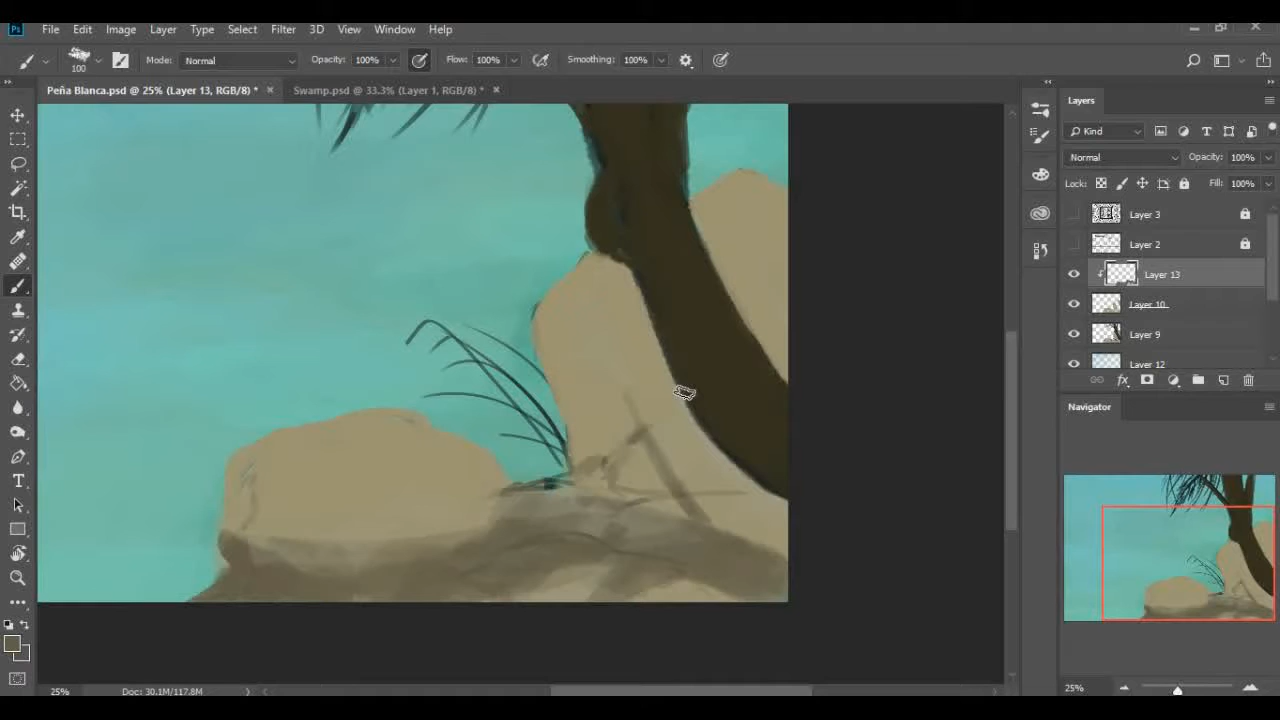 Ps File Edit Image Layer Type Select Filter 3D View Window Help
100 Mode: Normal Opacity: 100% Flow: 100% Smoothing: 100%
Peña Blanca.psd @ 25% (Layer 13, RGB/8) * × Swamp.psd @ 33.3% (Layer 1, RGB/8) * ×
Layers
Kind
Normal Opacity: 100%
Lock: Fill: 100%
Layer 3
Layer 2
Layer 13
Layer 10
Layer 9
Layer 12
fx
Navigator
25%
25% Doc: 30.1M/117.8M